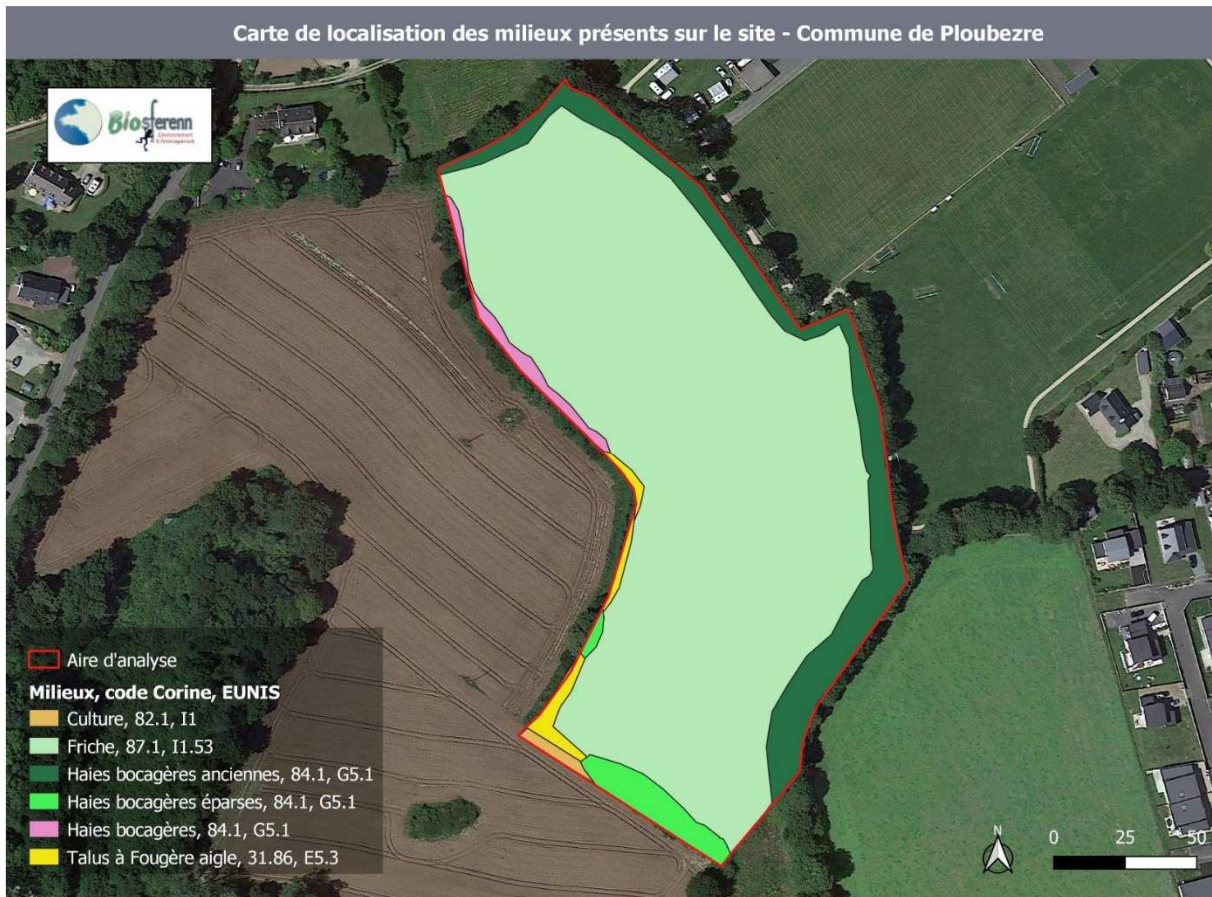 Carte de localisation des milieux présents sur le site - Commune de Ploubezre
Biosferenn
Environnement
& Aménagement
Aire d'analyse
Milieux, code Corine, EUNIS
Culture, 82.1, I1
Friche, 87.1, I1.53
Haies bocagères anciennes, 84.1, G5.1
Haies bocagères éparses, 84.1, G5.1
Haies bocagères, 84.1, G5.1
Talus à Fougère aigle, 31.86, E5.3
N
0 25 50